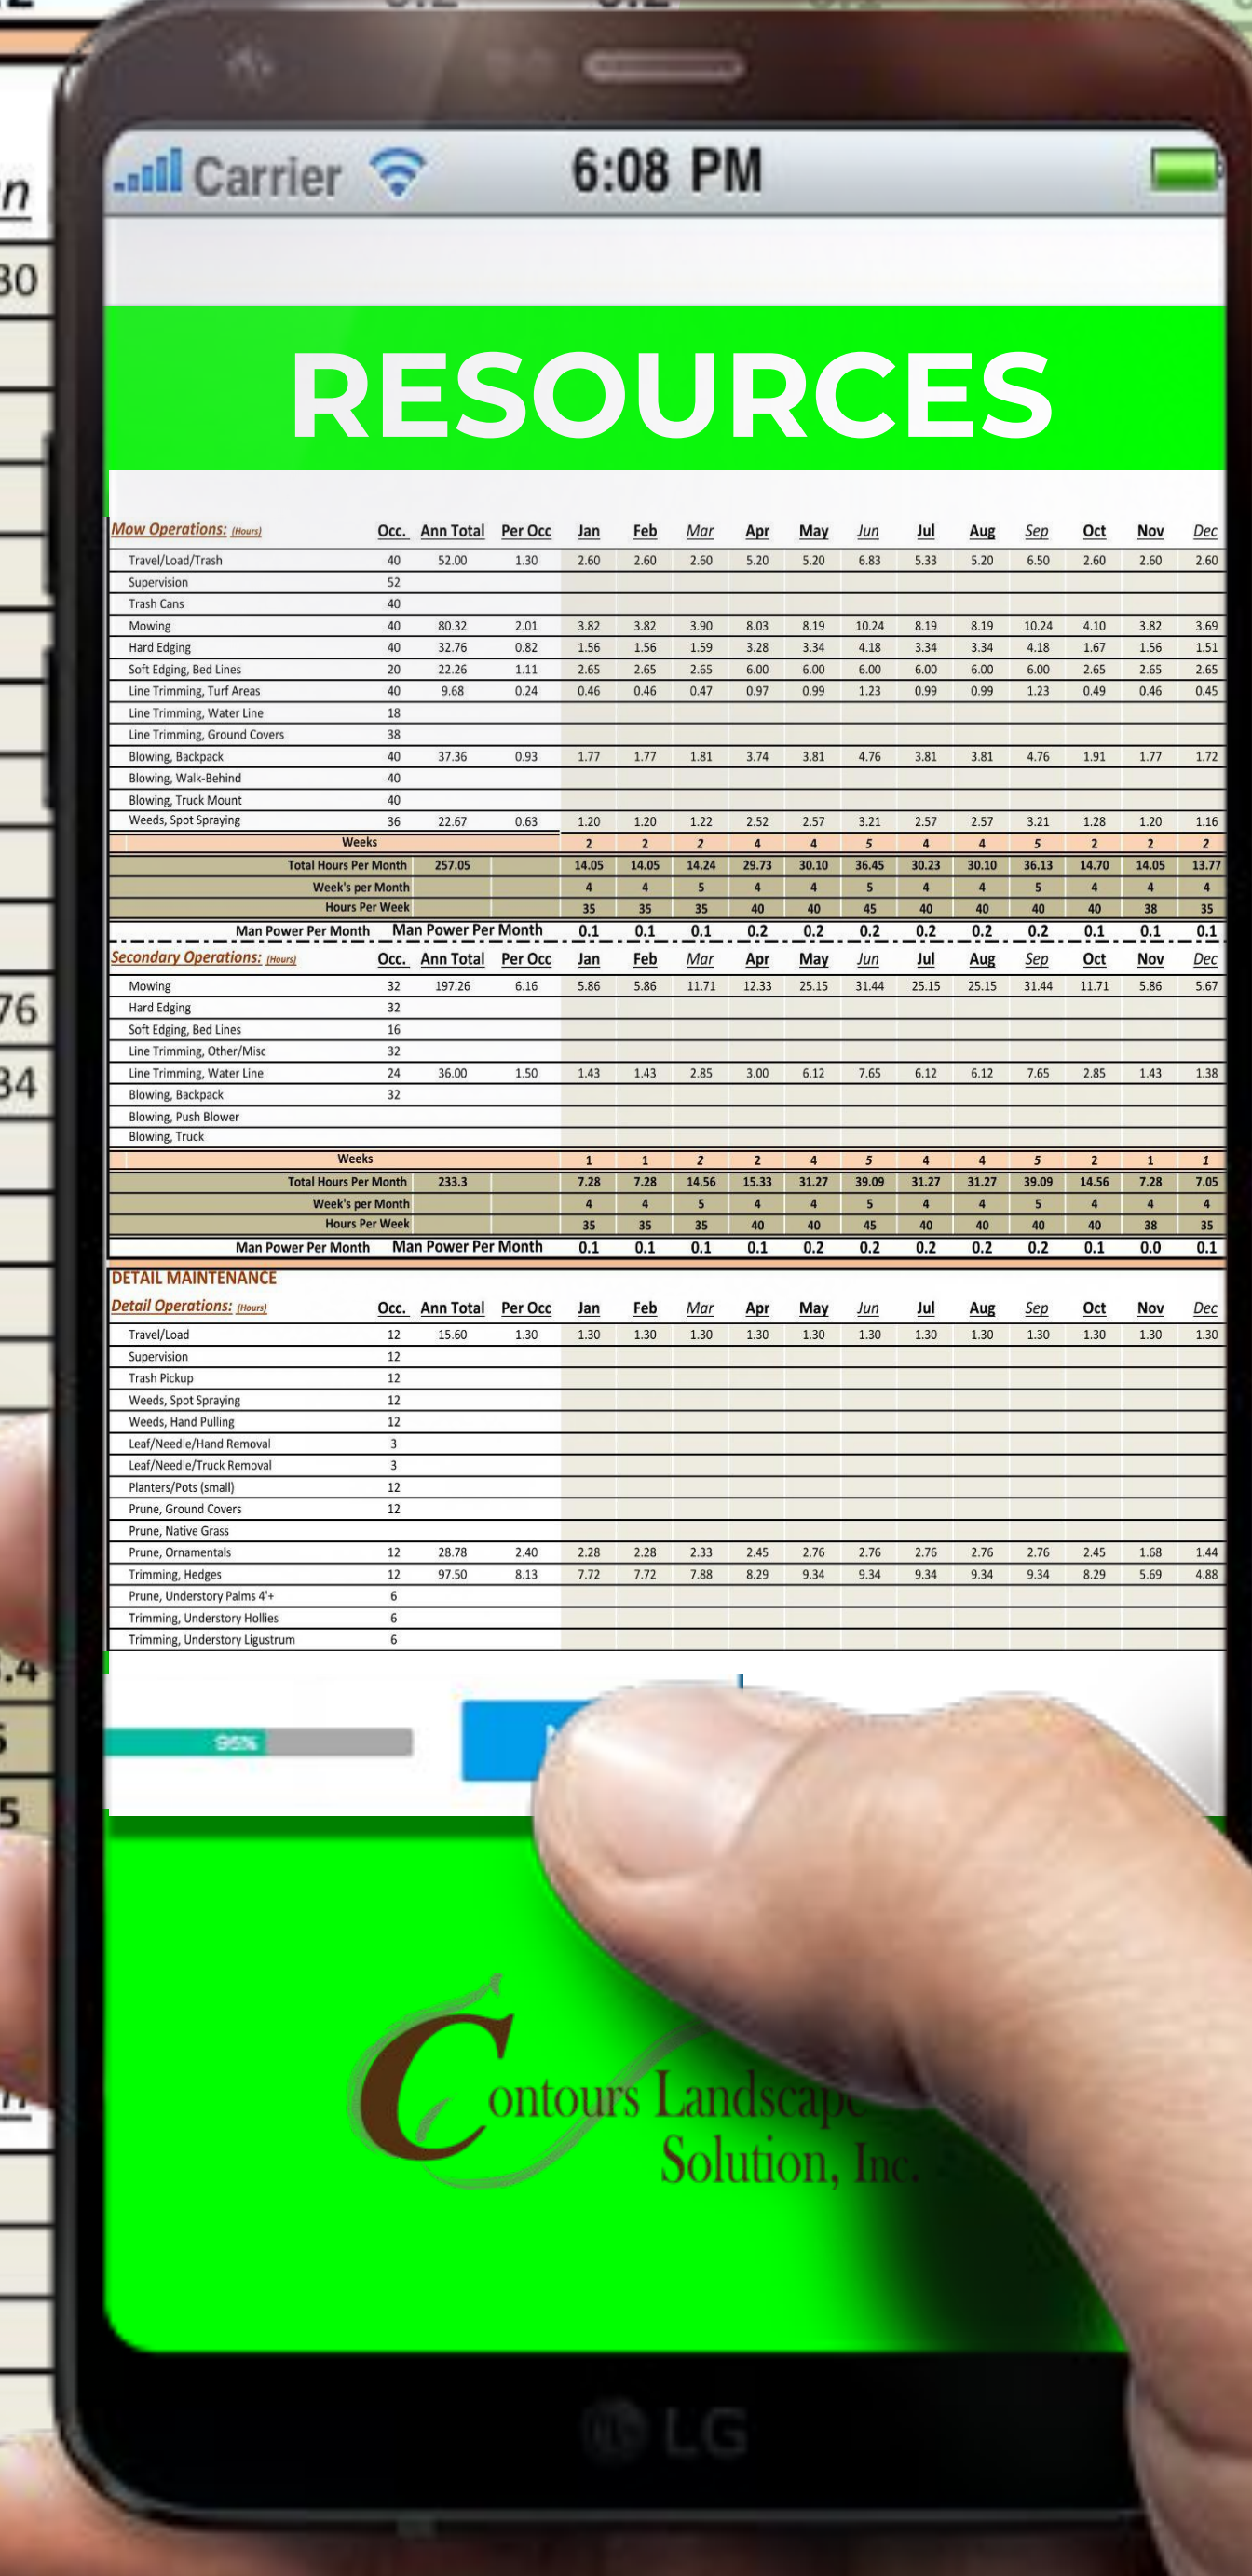 Carrier 6:08 PM
RESOURCES
Mow Operations: (Hours) Occ. Ann Total Per Occ Jan Feb Mar Apr May Jun Jul Aug Sep Oct Nov Dec
Travel/Load/Trash 40 52.00 1.30 2.60 2.60 2.60 5.20 5.20 6.83 5.33 5.20 6.50 2.60 2.60 2.60
Supervision 52
Trash Cans 40
Mowing 40 80.32 2.01 3.82 3.82 3.90 8.03 8.19 10.24 8.19 8.19 10.24 4.10 3.82 3.69
Hard Edging 40 32.76 0.82 1.56 1.56 1.59 3.28 3.34 4.18 3.34 3.34 4.18 1.67 1.56 1.51
Soft Edging, Bed Lines 20 22.26 1.11 2.65 2.65 2.65 6.00 6.00 6.00 6.00 6.00 6.00 2.65 2.65 2.65
Line Trimming, Turf Areas 40 9.68 0.24 0.46 0.46 0.47 0.97 0.99 1.23 0.99 0.99 1.23 0.49 0.46 0.45
Line Trimming, Water Line 18
Line Trimming, Ground Covers 38
Blowing, Backpack 40 37.36 0.93 1.77 1.77 1.81 3.74 3.81 4.76 3.81 3.81 4.76 1.91 1.77 1.72
Blowing, Walk-Behind 40
Blowing, Truck Mount 40
Weeds, Spot Spraying 36 22.67 0.63 1.20 1.20 1.22 2.52 2.57 3.21 2.57 2.57 3.21 1.28 1.20 1.16
Weeks 2 2 2 4 4 5 4 4 5 2 2 2
Total Hours Per Month 257.05 14.05 14.05 14.24 29.73 30.10 36.45 30.23 30.10 36.13 14.70 14.05 13.77
Week's per Month 4 4 5 4 4 5 4 4 5 4 4 4
Hours Per Week 35 35 35 40 40 45 40 40 40 40 38 35
Man Power Per Month Man Power Per Month 0.1 0.1 0.1 0.2 0.2 0.2 0.2 0.2 0.2 0.1 0.1 0.1
Secondary Operations: (Hours) Occ. Ann Total Per Occ Jan Feb Mar Apr May Jun Jul Aug Sep Oct Nov Dec
Mowing 32 197.26 6.16 5.86 5.86 11.71 12.33 25.15 31.44 25.15 25.15 31.44 11.71 5.86 5.67
Hard Edging 32
Soft Edging, Bed Lines 16
Line Trimming, Other/Misc 32
Line Trimming, Water Line 24 36.00 1.50 1.43 1.43 2.85 3.00 6.12 7.65 6.12 6.12 7.65 2.85 1.43 1.38
Blowing, Backpack 32
Blowing, Push Blower
Blowing, Truck
Weeks 1 1 2 2 4 5 4 4 5 2 1 1
Total Hours Per Month 233.3 7.28 7.28 14.56 15.33 31.27 39.09 31.27 31.27 39.09 14.56 7.28 7.05
Week's per Month 4 4 5 4 4 5 4 4 5 4 4 4
Hours Per Week 35 35 35 40 40 45 40 40 40 40 38 35
Man Power Per Month Man Power Per Month 0.1 0.1 0.1 0.1 0.2 0.2 0.2 0.2 0.2 0.1 0.0 0.1
DETAIL MAINTENANCE
Detail Operations: (Hours) Occ. Ann Total Per Occ Jan Feb Mar Apr May Jun Jul Aug Sep Oct Nov Dec
Travel/Load 12 15.60 1.30 1.30 1.30 1.30 1.30 1.30 1.30 1.30 1.30 1.30 1.30 1.30 1.30
Supervision 12
Trash Pickup 12
Weeds, Spot Spraying 12
Weeds, Hand Pulling 12
Leaf/Needle/Hand Removal 3
Leaf/Needle/Truck Removal 3
Planters/Pots (small) 12
Prune, Ground Covers 12
Prune, Native Grass
Prune, Ornamentals 12 28.78 2.40 2.28 2.28 2.33 2.45 2.76 2.76 2.76 2.76 2.76 2.45 1.68 1.44
Trimming, Hedges 12 97.50 8.13 7.72 7.72 7.88 8.29 9.34 9.34 9.34 9.34 9.34 8.29 5.69 4.88
Prune, Understory Palms 4'+ 6
Trimming, Understory Hollies 6
Trimming, Understory Ligustrum 6
95%
Contours Landscape
Solution, Inc.
LG